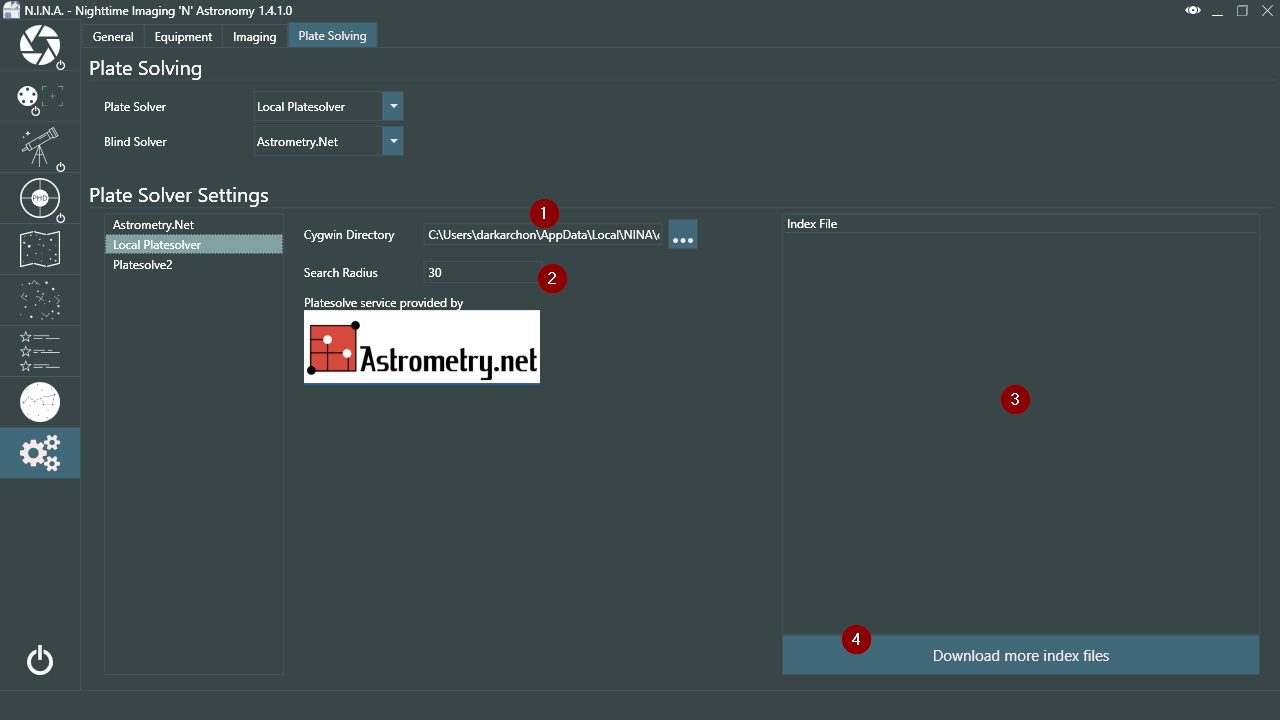 N.I.N.A. - Nighttime Imaging 'N' Astronomy 1.4.1.0
General
Equipment
Imaging
Plate Solving
Plate Solving
Plate Solver
Local Platesolver
Blind Solver
Astrometry.Net
PHD
Plate Solver Settings
Astrometry.Net
Local Platesolver
Platesolve2
1
Cygwin Directory
C:\Users\darkarchon\AppData\Local\NINA\
...
Search Radius
30
2
Platesolve service provided by
Astrometry.net
Index File
3
4
Download more index files